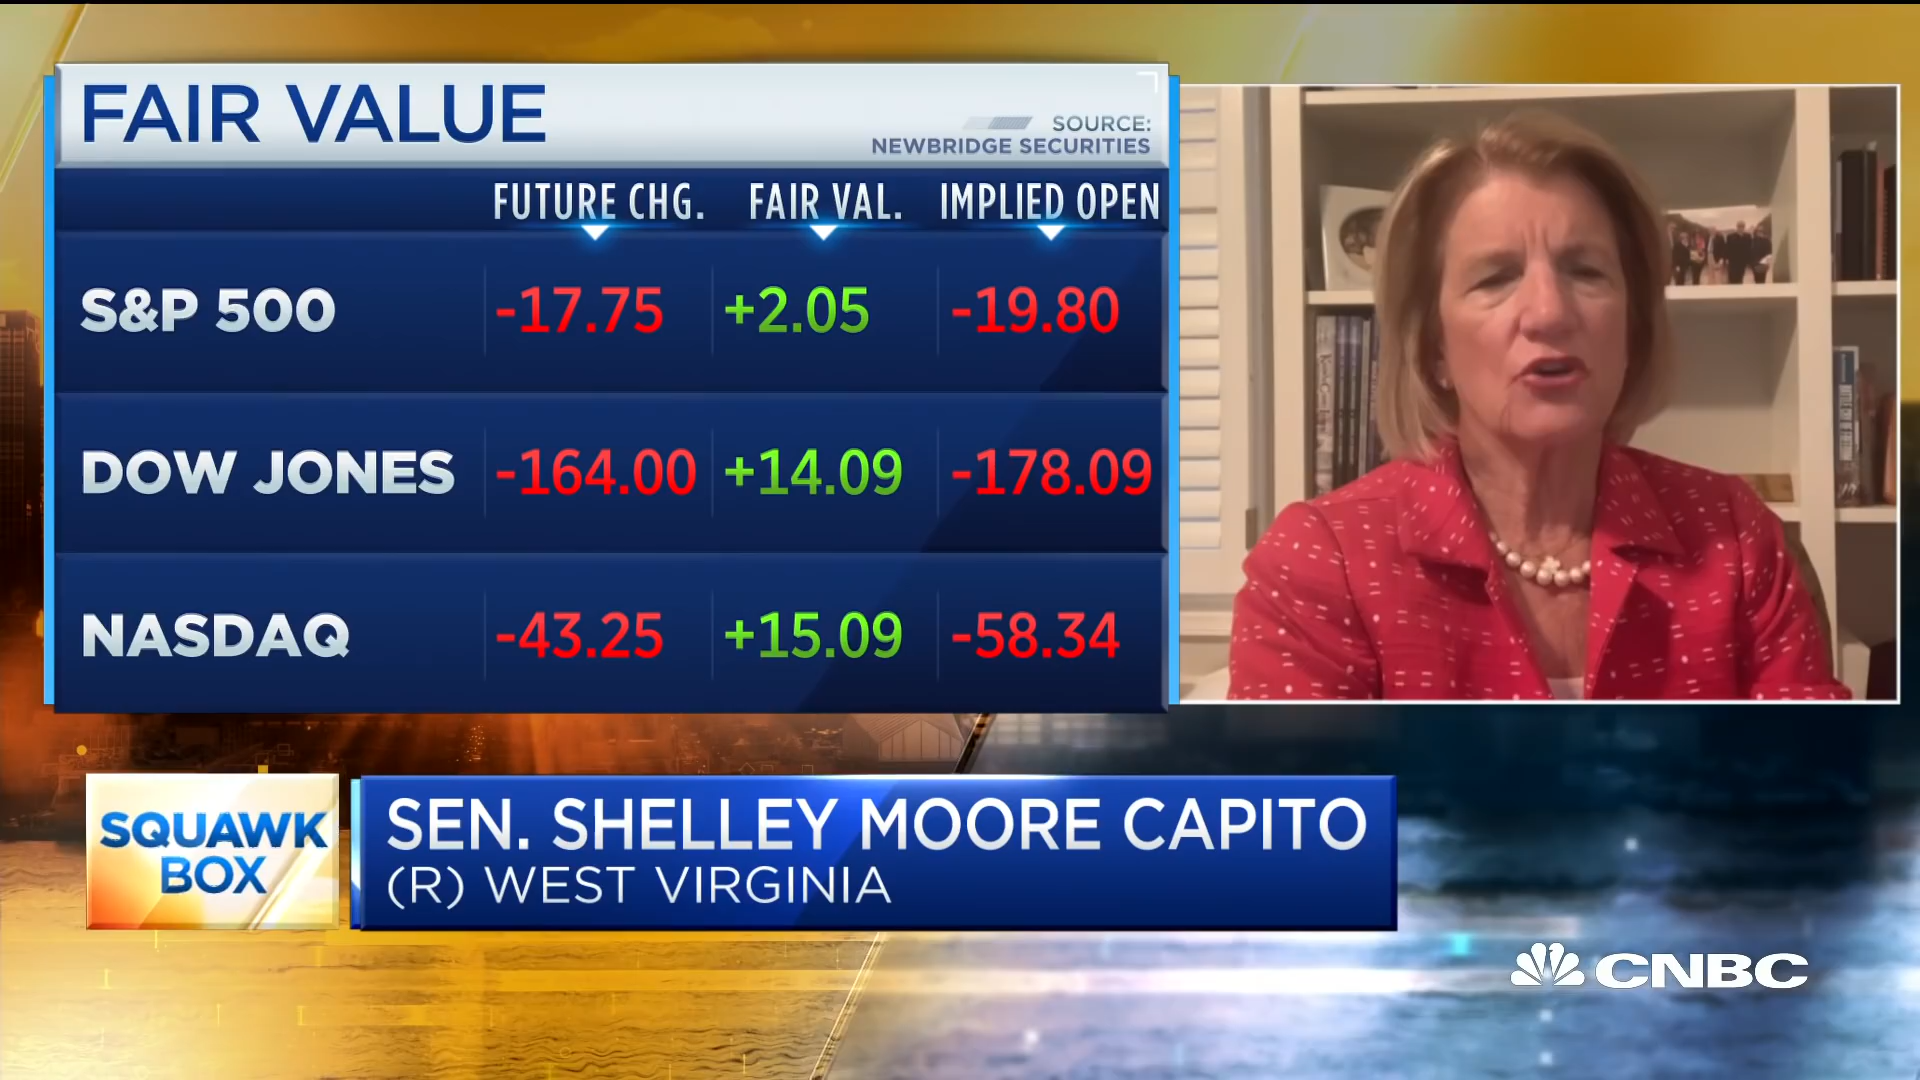 FAIR VALUE
SOURCE:
NEWBRIDGE SECURITIES
FUTURE CHG. FAIR VAL. IMPLIED OPEN
S&P 500 -17.75 +2.05 -19.80
DOW JONES -164.00 +14.09 -178.09
NASDAQ -43.25 +15.09 -58.34
SQUAWK
BOX
SEN. SHELLEY MOORE CAPITO
(R) WEST VIRGINIA
CNBC